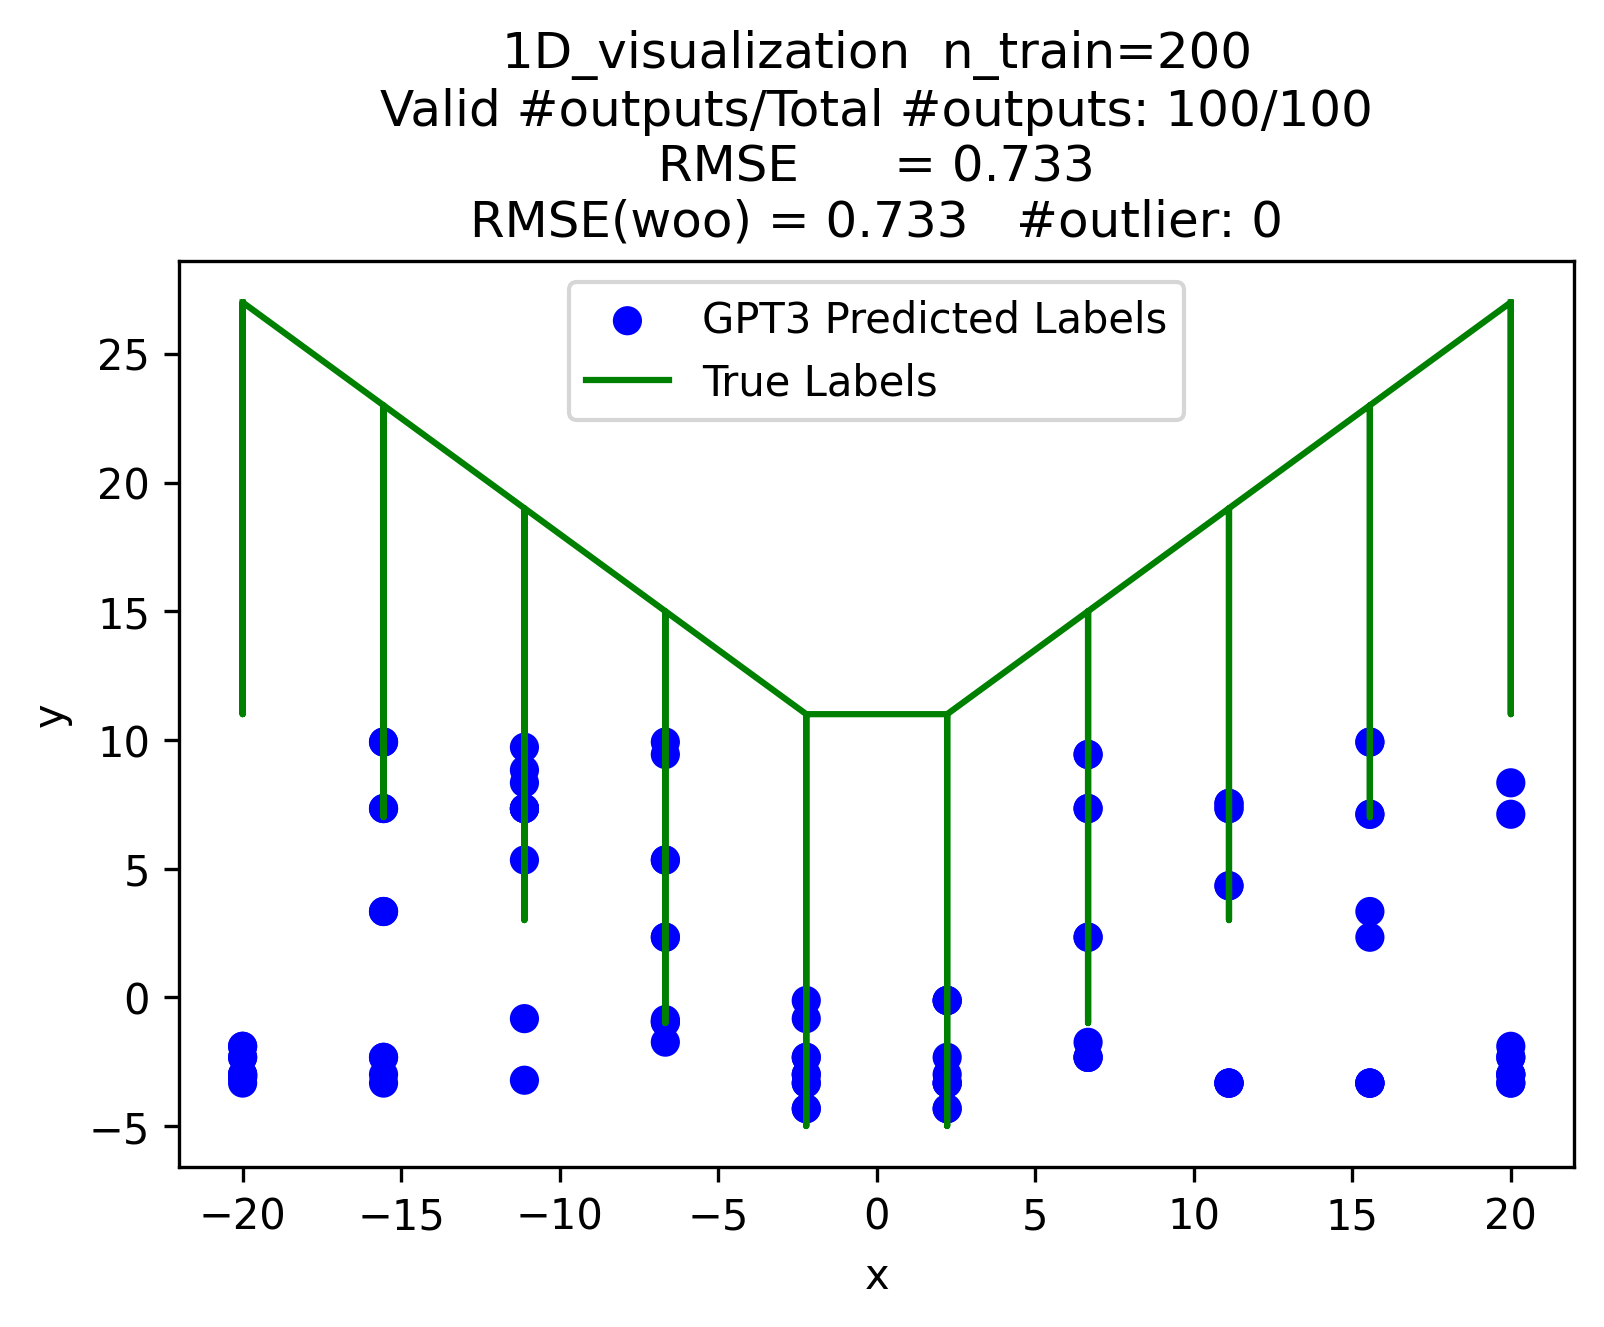 1D_visualization n_train=200
Valid #outputs/Total #outputs: 100/100
RMSE = 0.733
RMSE(woo) = 0.733 #outlier: 0
GPT3 Predicted Labels
True Labels
25
20
15
10
5
0
−5
y
−20 −15 −10 −5 0 5 10 15 20
x